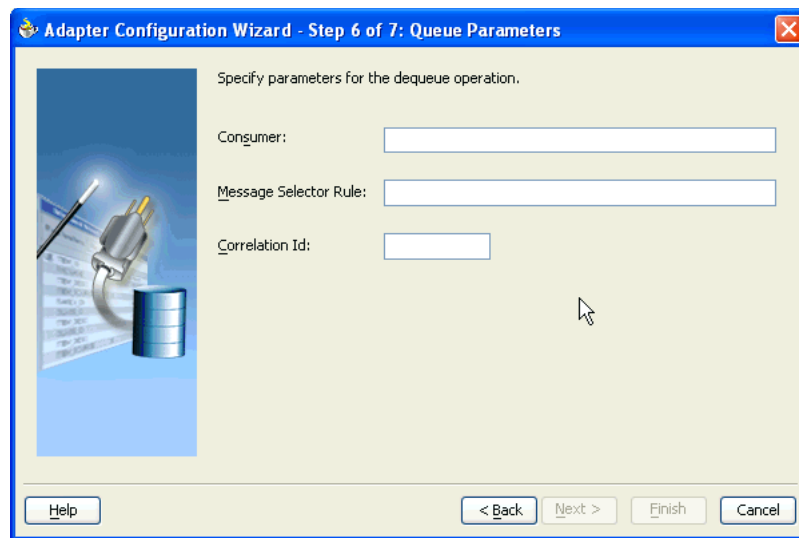 Adapter Configuration Wizard - Step 6 of 7: Queue Parameters
Specify parameters for the dequeue operation.
Consumer:
Message Selector Rule:
Correlation Id:
Help
< Back
Next >
Finish
Cancel